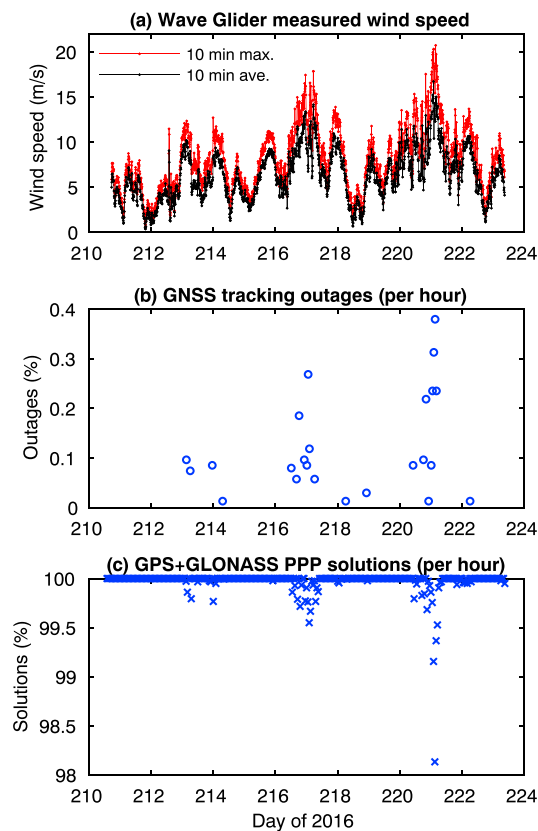 (a) Wave Glider measured wind speed
10 min max.
10 min ave.
Wind speed (m/s)
20
15
10
5
0
210 212 214 216 218 220 222 224
(b) GNSS tracking outages (per hour)
Outages (%)
0.4
0.3
0.2
0.1
0
210 212 214 216 218 220 222 224
(c) GPS+GLONASS PPP solutions (per hour)
Solutions (%)
100
99.5
99
98.5
98
210 212 214 216 218 220 222 224
Day of 2016